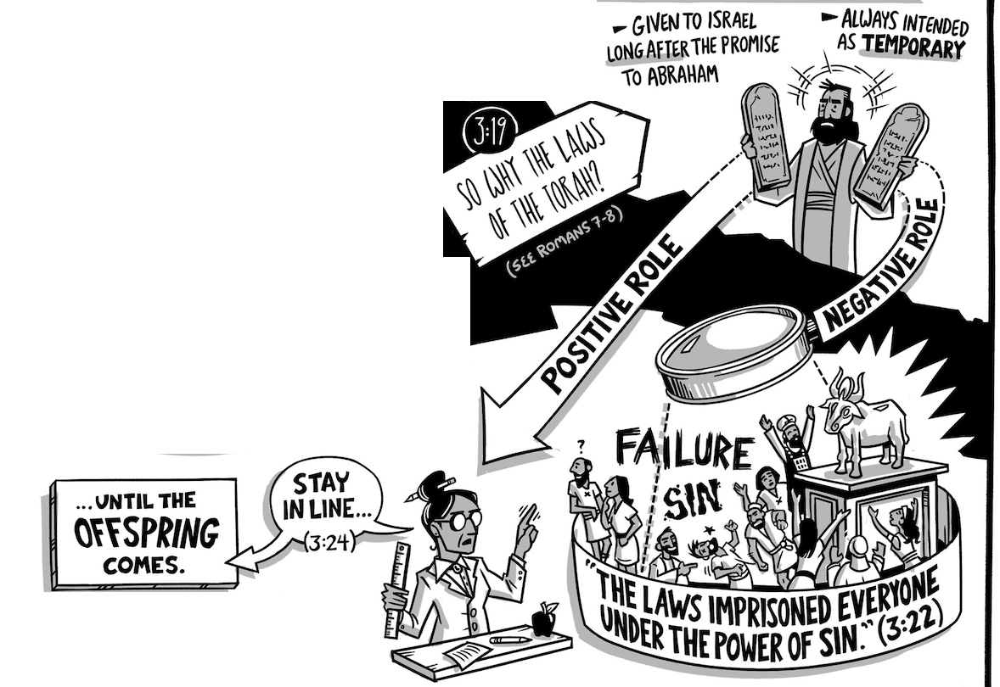 ► GIVEN TO ISRAEL
LONG AFTER THE PROMISE
TO ABRAHAM
► ALWAYS INTENDED
AS TEMPORARY
3:19
SO WHY THE LAWS
OF THE TORAH?
(SEE ROMANS 7-8)
POSITIVE ROLE
NEGATIVE ROLE
?
FAILURE
SIN
STAY
IN LINE...
(3:24)
...UNTIL THE
OFFSPRING
COMES.
"THE LAWS IMPRISONED EVERYONE
UNDER THE POWER OF SIN." (3:22)